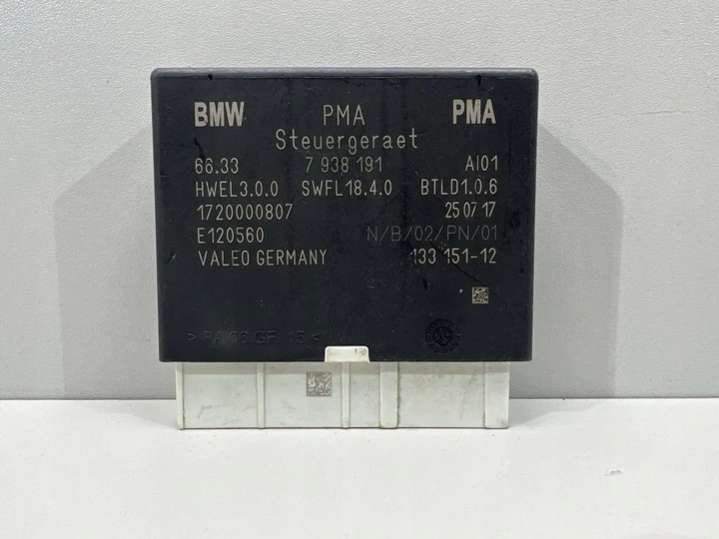 BMW PMA PMA
Steuergeraet
66.33 7 938 191 AI01
HWEL3.0.0 SWFL18.4.0 BTLD1.0.6
1720000807 25 07 17
E120560 N/B/02/PN/01
VALEO GERMANY 133 151-12